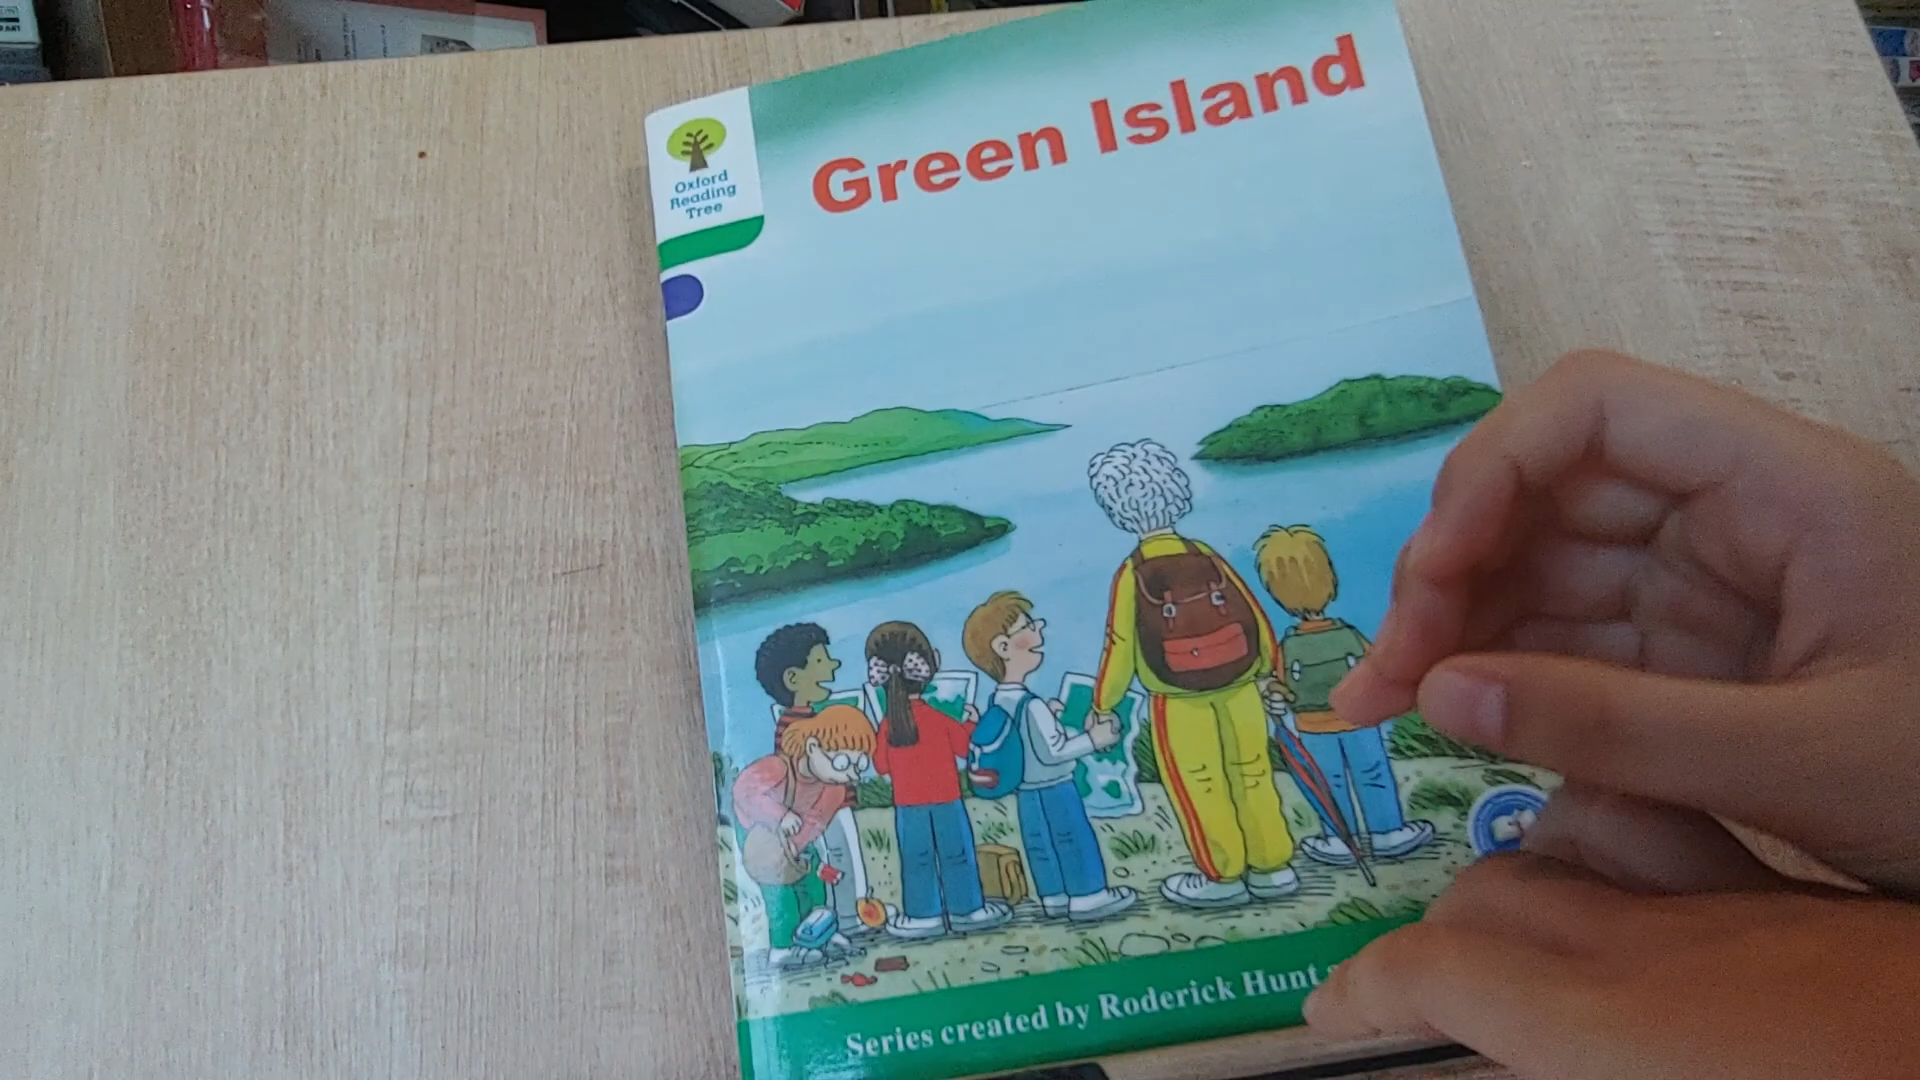 Green Island
Oxford
Reading
Tree
Series created by Roderick Hunt